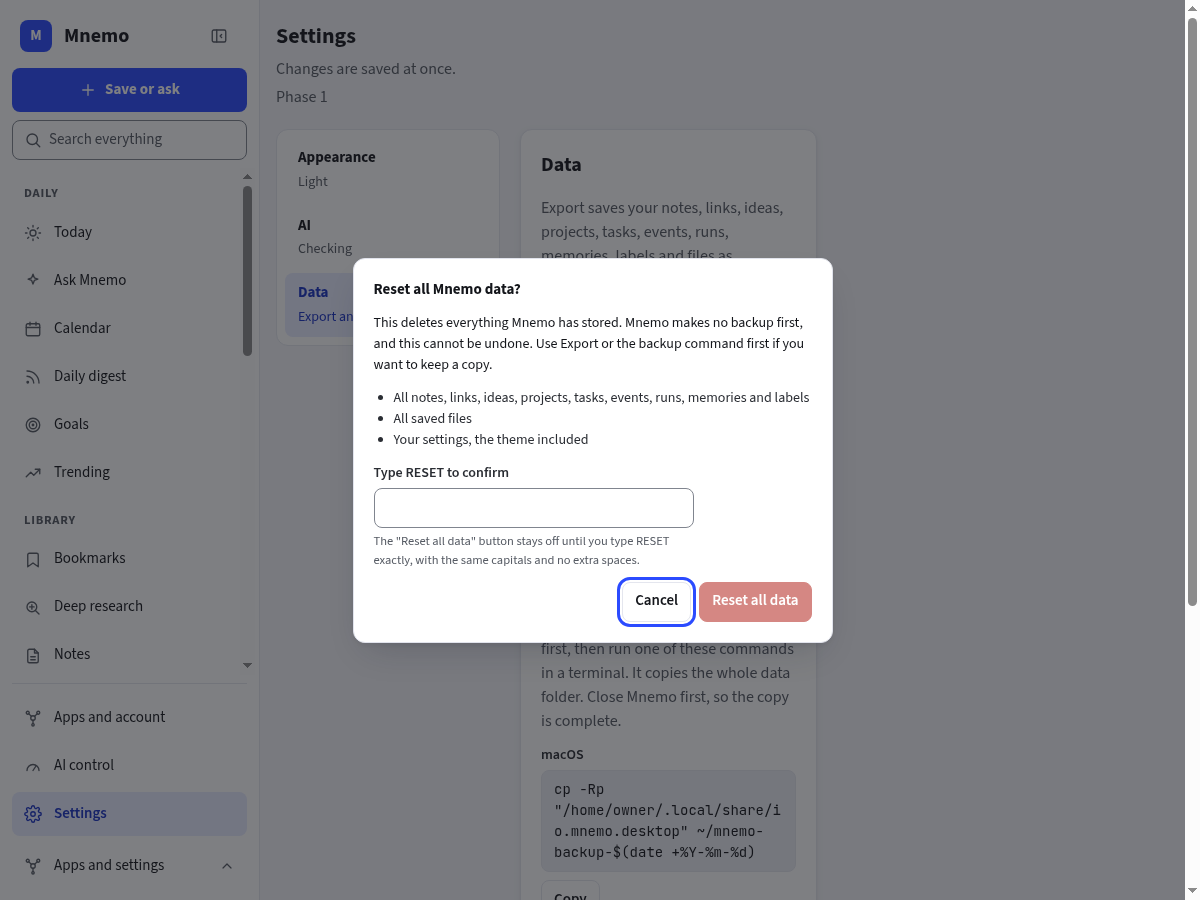 M Mnemo
Save or ask
Search everything
DAILY
Today
Ask Mnemo
Calendar
Daily digest
Goals
Trending
LIBRARY
Bookmarks
Deep research
Notes
Apps and account
AI control
Settings
Apps and settings
Settings
Changes are saved at once.
Phase 1
Appearance
Light
AI
Checking
Data
Export an
Data
Export saves your notes, links, ideas,
projects, tasks, events, runs,
memories, labels and files as
Reset all Mnemo data?
This deletes everything Mnemo has stored. Mnemo makes no backup first,
and this cannot be undone. Use Export or the backup command first if you
want to keep a copy.
All notes, links, ideas, projects, tasks, events, runs, memories and labels
All saved files
Your settings, the theme included
Type RESET to confirm
The "Reset all data" button stays off until you type RESET
exactly, with the same capitals and no extra spaces.
Cancel
Reset all data
first, then run one of these commands
in a terminal. It copies the whole data
folder. Close Mnemo first, so the copy
is complete.
macOS
cp -Rp
"/home/owner/.local/share/i
o.mnemo.desktop" ~/mnemo-
backup-$(date +%Y-%m-%d)
Copy